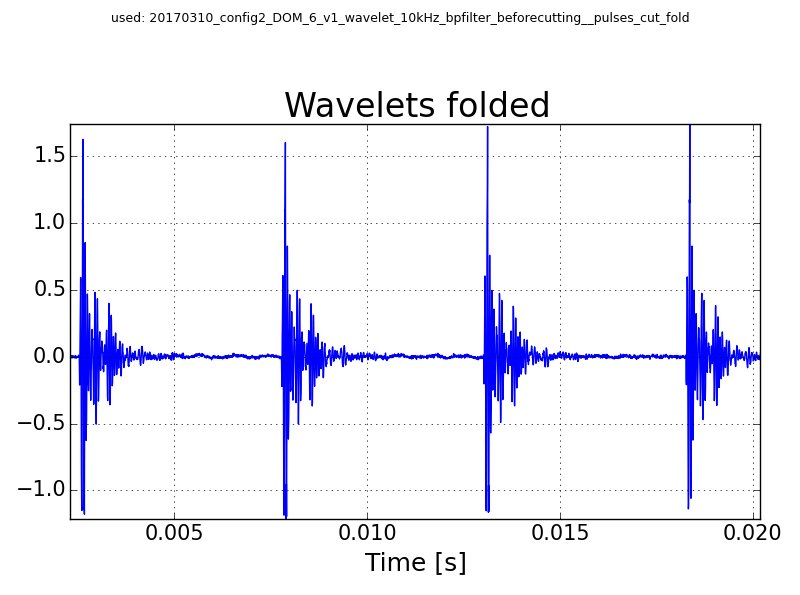 used: 20170310_config2_DOM_6_v1_wavelet_10kHz_bpfilter_beforecutting__pulses_cut_fold
Wavelets folded
1.5
1.0
0.5
0.0
−0.5
−1.0
0.005 0.010 0.015 0.020
Time [s]